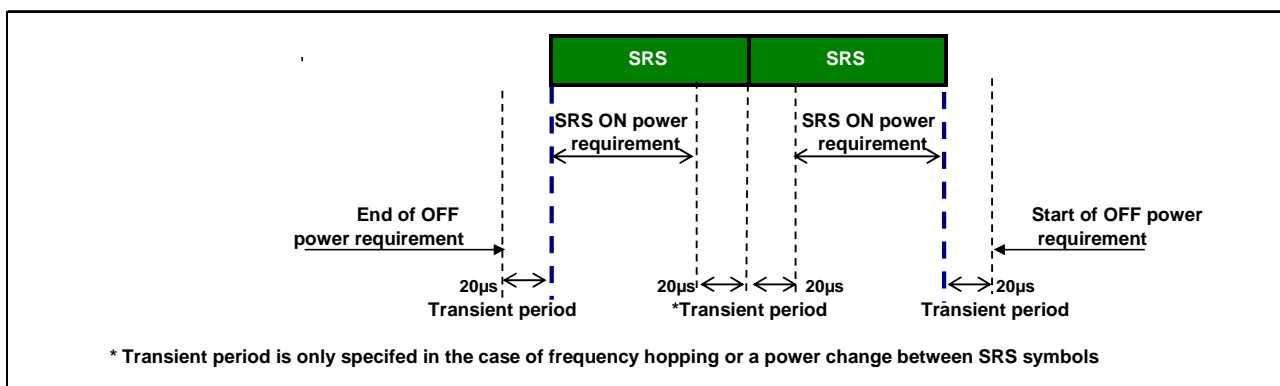 SRS SRS
SRS ON power
requirement
SRS ON power
requirement
End of OFF
power requirement
Start of OFF power
requirement
20µs 20µs 20µs 20µs
Transient period *Transient period Transient period
* Transient period is only specifed in the case of frequency hopping or a power change between SRS symbols